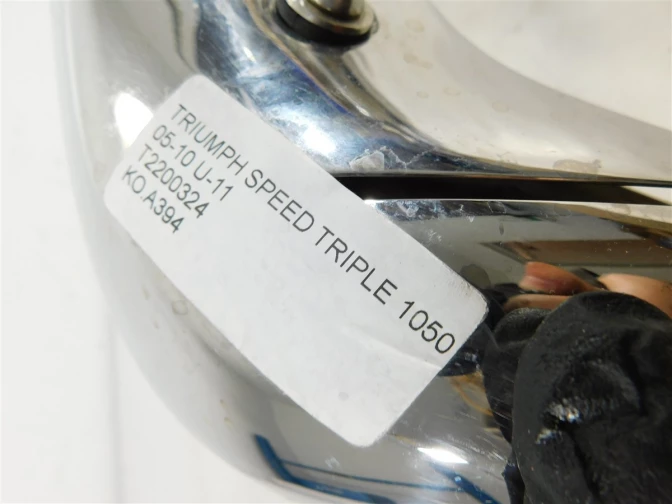 TRIUMPH SPEED TRIPLE 1050
05-10 U-11
T2200324
KO.A394